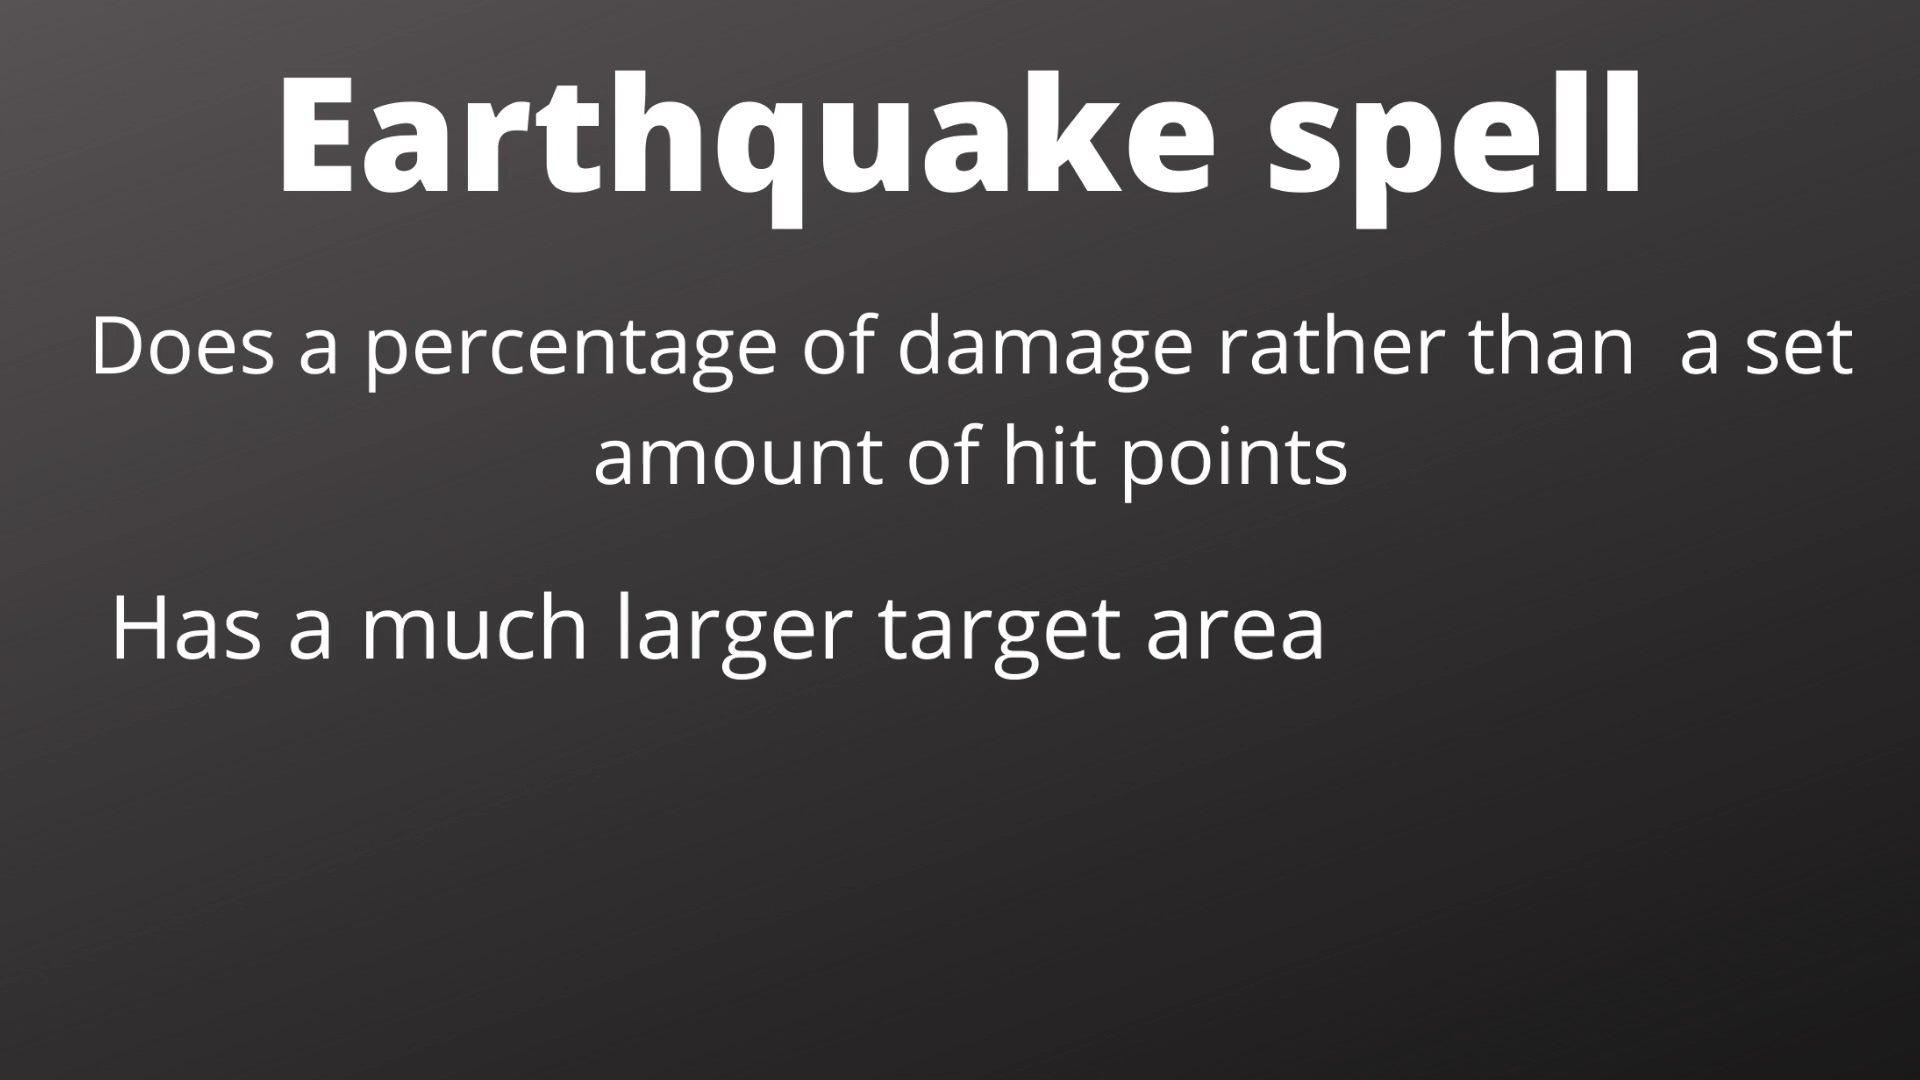 Earthquake spell
Does a percentage of damage rather than  a set
amount of hit points
Has a much larger target area